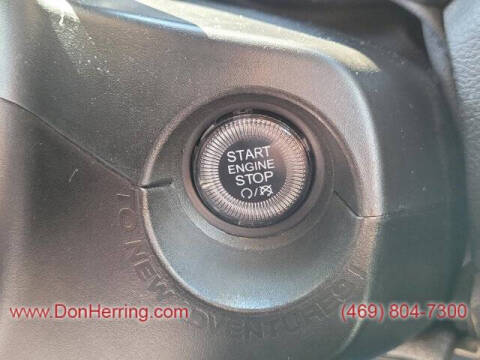 START
ENGINE
STOP
TO NEW ADVENTURES!
www.DonHerring.com
(469) 804-7300